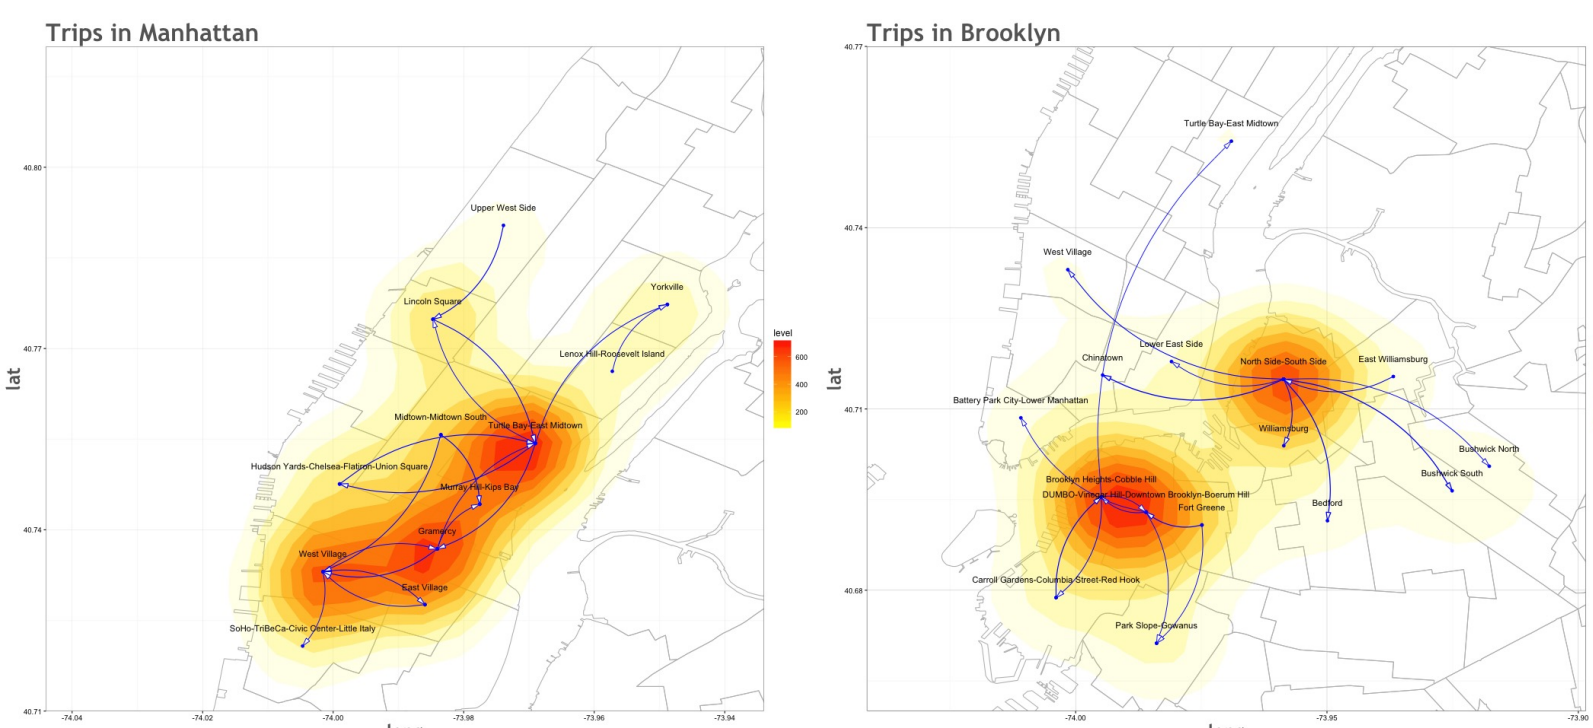 Trips in Manhattan
Upper West Side
Lincoln Square
Yorkville
Lenox Hill-Roosevelt Island
Midtown-Midtown South
Turtle Bay-East Midtown
Hudson Yards-Chelsea-Flatiron-Union Square
Murray Hill-Kips Bay
Gramercy
West Village
East Village
SoHo-TriBeCa-Civic Center-Little Italy
lat
40.80
40.77
40.74
40.71
-74.04
-74.02
-74.00
-73.98
-73.96
-73.94
level
600
400
200
Trips in Brooklyn
Turtle Bay-East Midtown
West Village
Lower East Side
Chinatown
North Side-South Side
East Williamsburg
Battery Park City-Lower Manhattan
Williamsburg
Bushwick North
Bushwick South
Brooklyn Heights-Cobble Hill
DUMBO-Vinegar Hill-Downtown Brooklyn-Boerum Hill
Fort Greene
Bedford
Carroll Gardens-Columbia Street-Red Hook
Park Slope-Gowanus
lat
40.77
40.74
40.71
40.68
-74.00
-73.95
-73.90